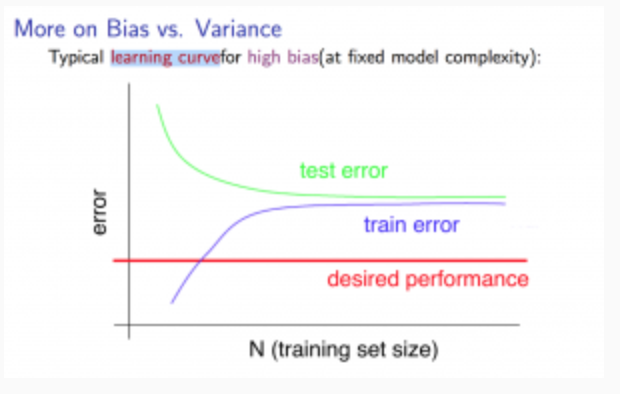 More on Bias vs. Variance
Typical learning curvefor high bias(at fixed model complexity):
test error
error
train error
desired performance
N (training set size)